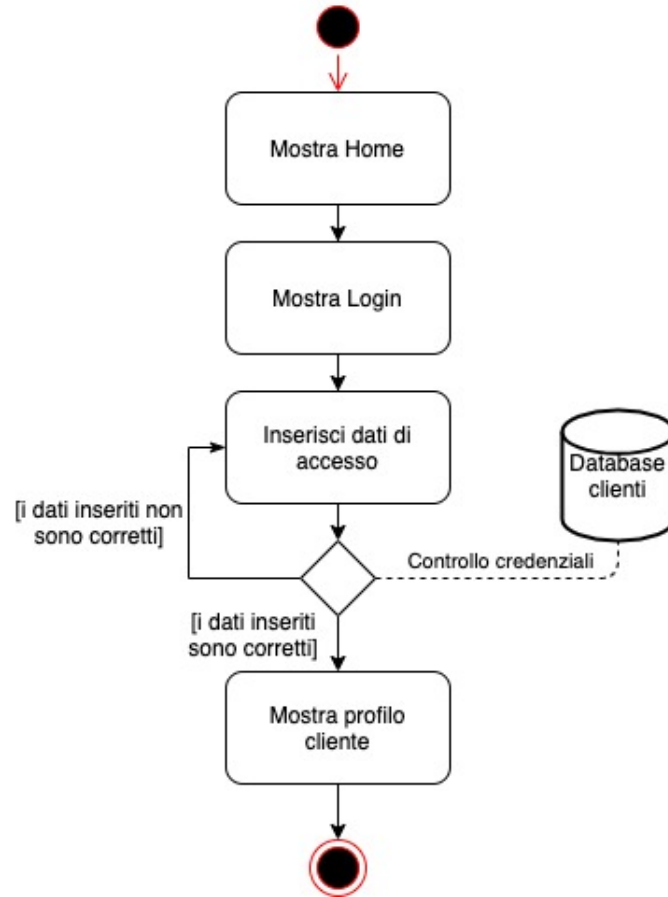 Mostra Home
Mostra Login
Inserisci dati di
accesso
Database
clienti
[i dati inseriti non
sono corretti]
Controllo credenziali
[i dati inseriti
sono corretti]
Mostra profilo
cliente